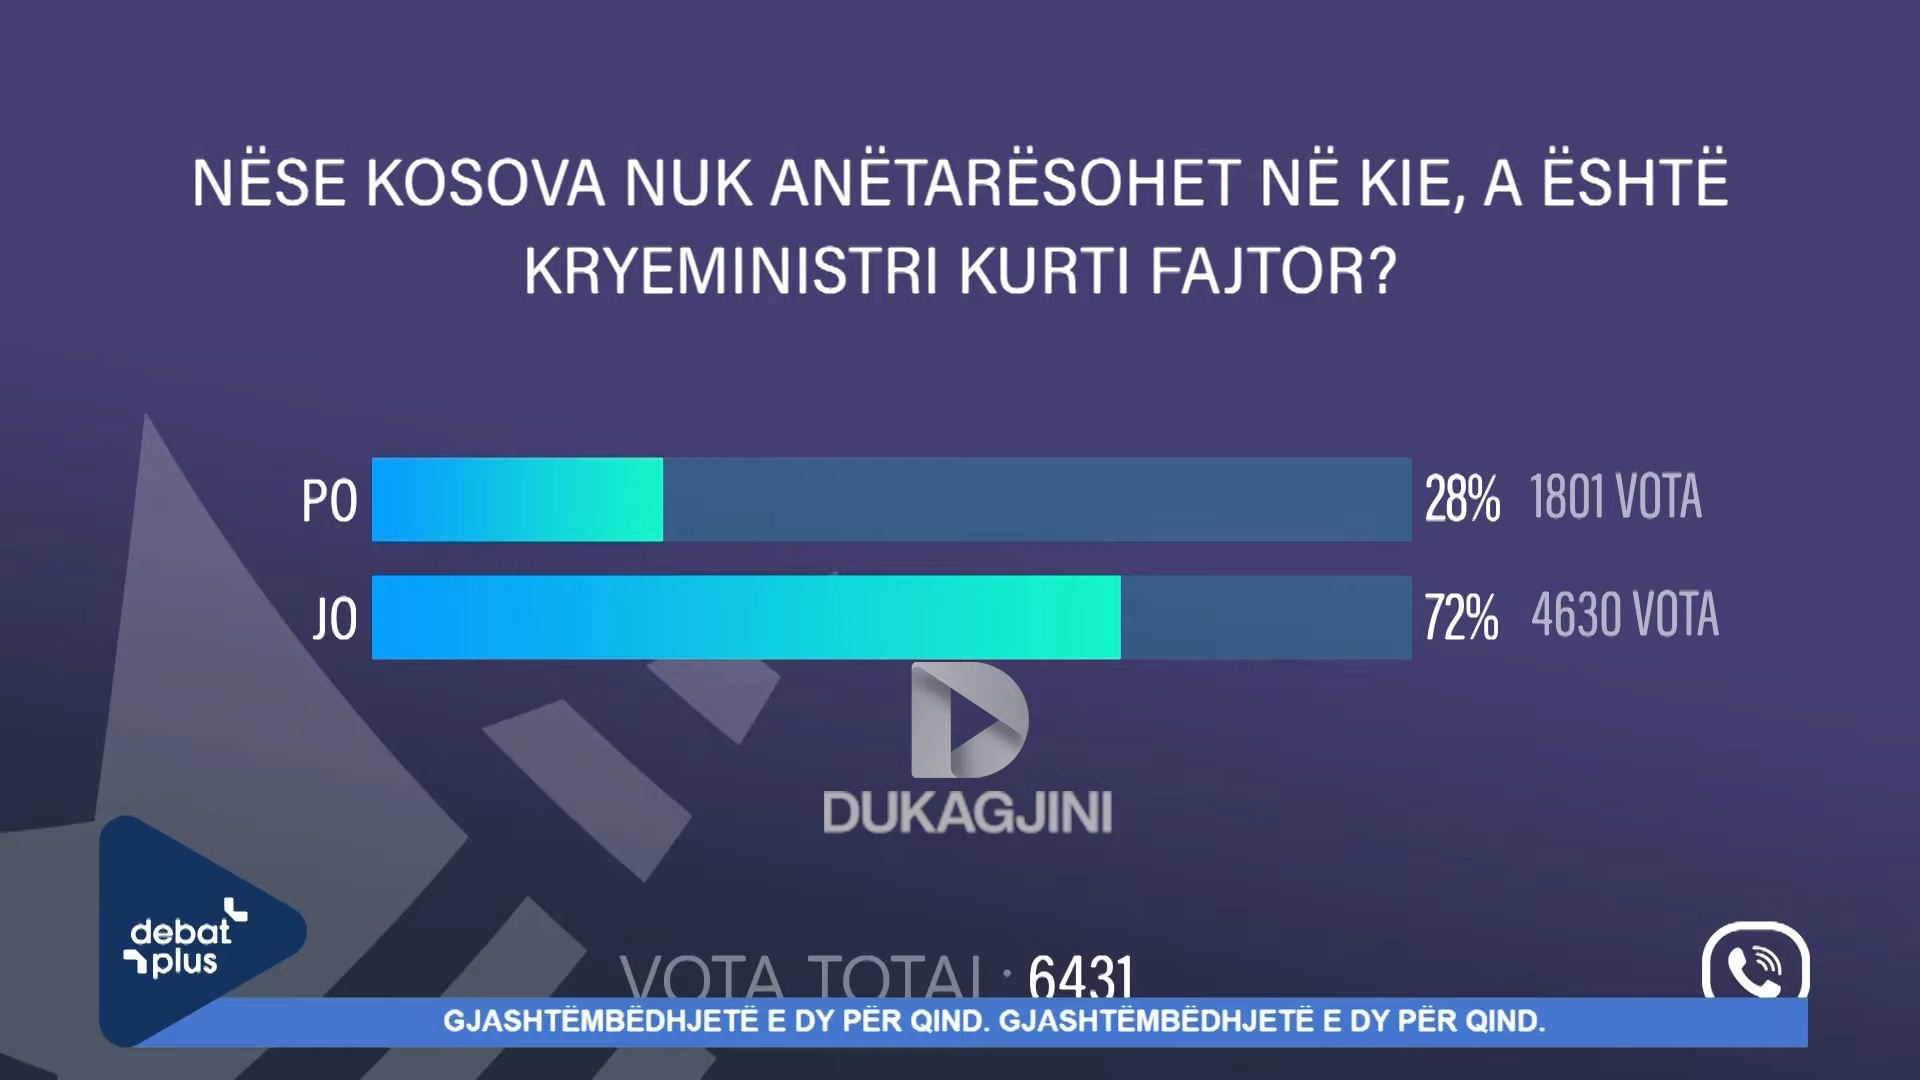 NËSE KOSOVA NUK ANËTARËSOHET NË KIE, A ËSHTË
KRYEMINISTRI KURTI FAJTOR?
PO 28% 1801 VOTA
JO 72% 4630 VOTA
DUKAGJINI
debat
plus
VOTA TOTAL: 6431
GJASHTËMBËDHJETË E DY PËR QIND. GJASHTËMBËDHJETË E DY PËR QIND.